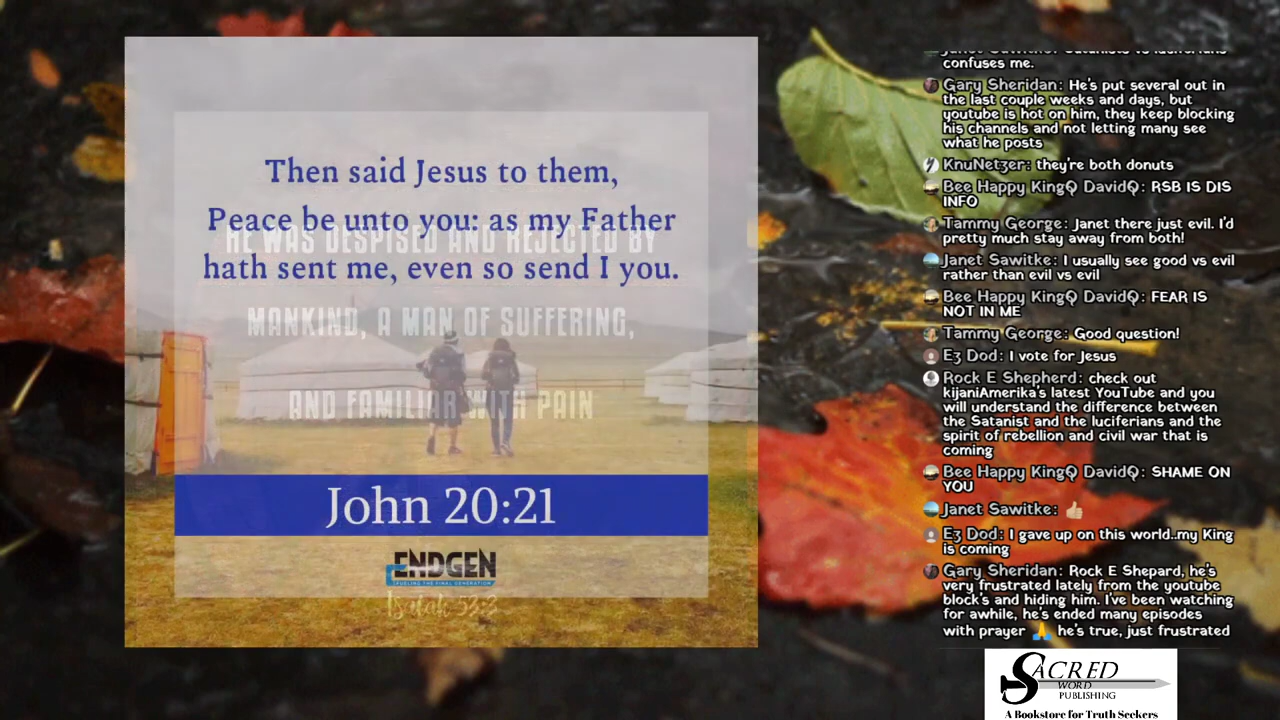 Then said Jesus to them,
Peace be unto you: as my Father
hath sent me, even so send I you.
HE WAS DESPISED AND REJECTED BY
MANKIND, A MAN OF SUFFERING,
AND FAMILIAR WITH PAIN
John 20:21
ENDGEN
FUELING THE FINAL GENERATION
Isaiah 53:3
Janet Sawitke: Satanists vs luciferians
confuses me.
Gary Sheridan: He's put several out in
the last couple weeks and days, but
youtube is hot on him, they keep blocking
his channels and not letting many see
what he posts
KnuNetzer: they're both donuts
Bee Happy KingQ DavidQ: RSB IS DIS
INFO
Tammy George: Janet there just evil. I'd
pretty much stay away from both!
Janet Sawitke: I usually see good vs evil
rather than evil vs evil
Bee Happy KingQ DavidQ: FEAR IS
NOT IN ME
Tammy George: Good question!
Ez Dod: I vote for Jesus
Rock E Shepherd: check out
kijaniAmerika's latest YouTube and you
will understand the difference between
the Satanist and the luciferians and the
spirit of rebellion and civil war that is
coming
Bee Happy KingQ DavidQ: SHAME ON
YOU
Janet Sawitke: 👍🏻
Ez Dod: I gave up on this world..my King
is coming
Gary Sheridan: Rock E Shepard, he's
very frustrated lately from the youtube
block's and hiding him. I've been watching
for awhile, he's ended many episodes
with prayer 🙏 he's true, just frustrated
SACRED
WORD
PUBLISHING
A Bookstore for Truth Seekers